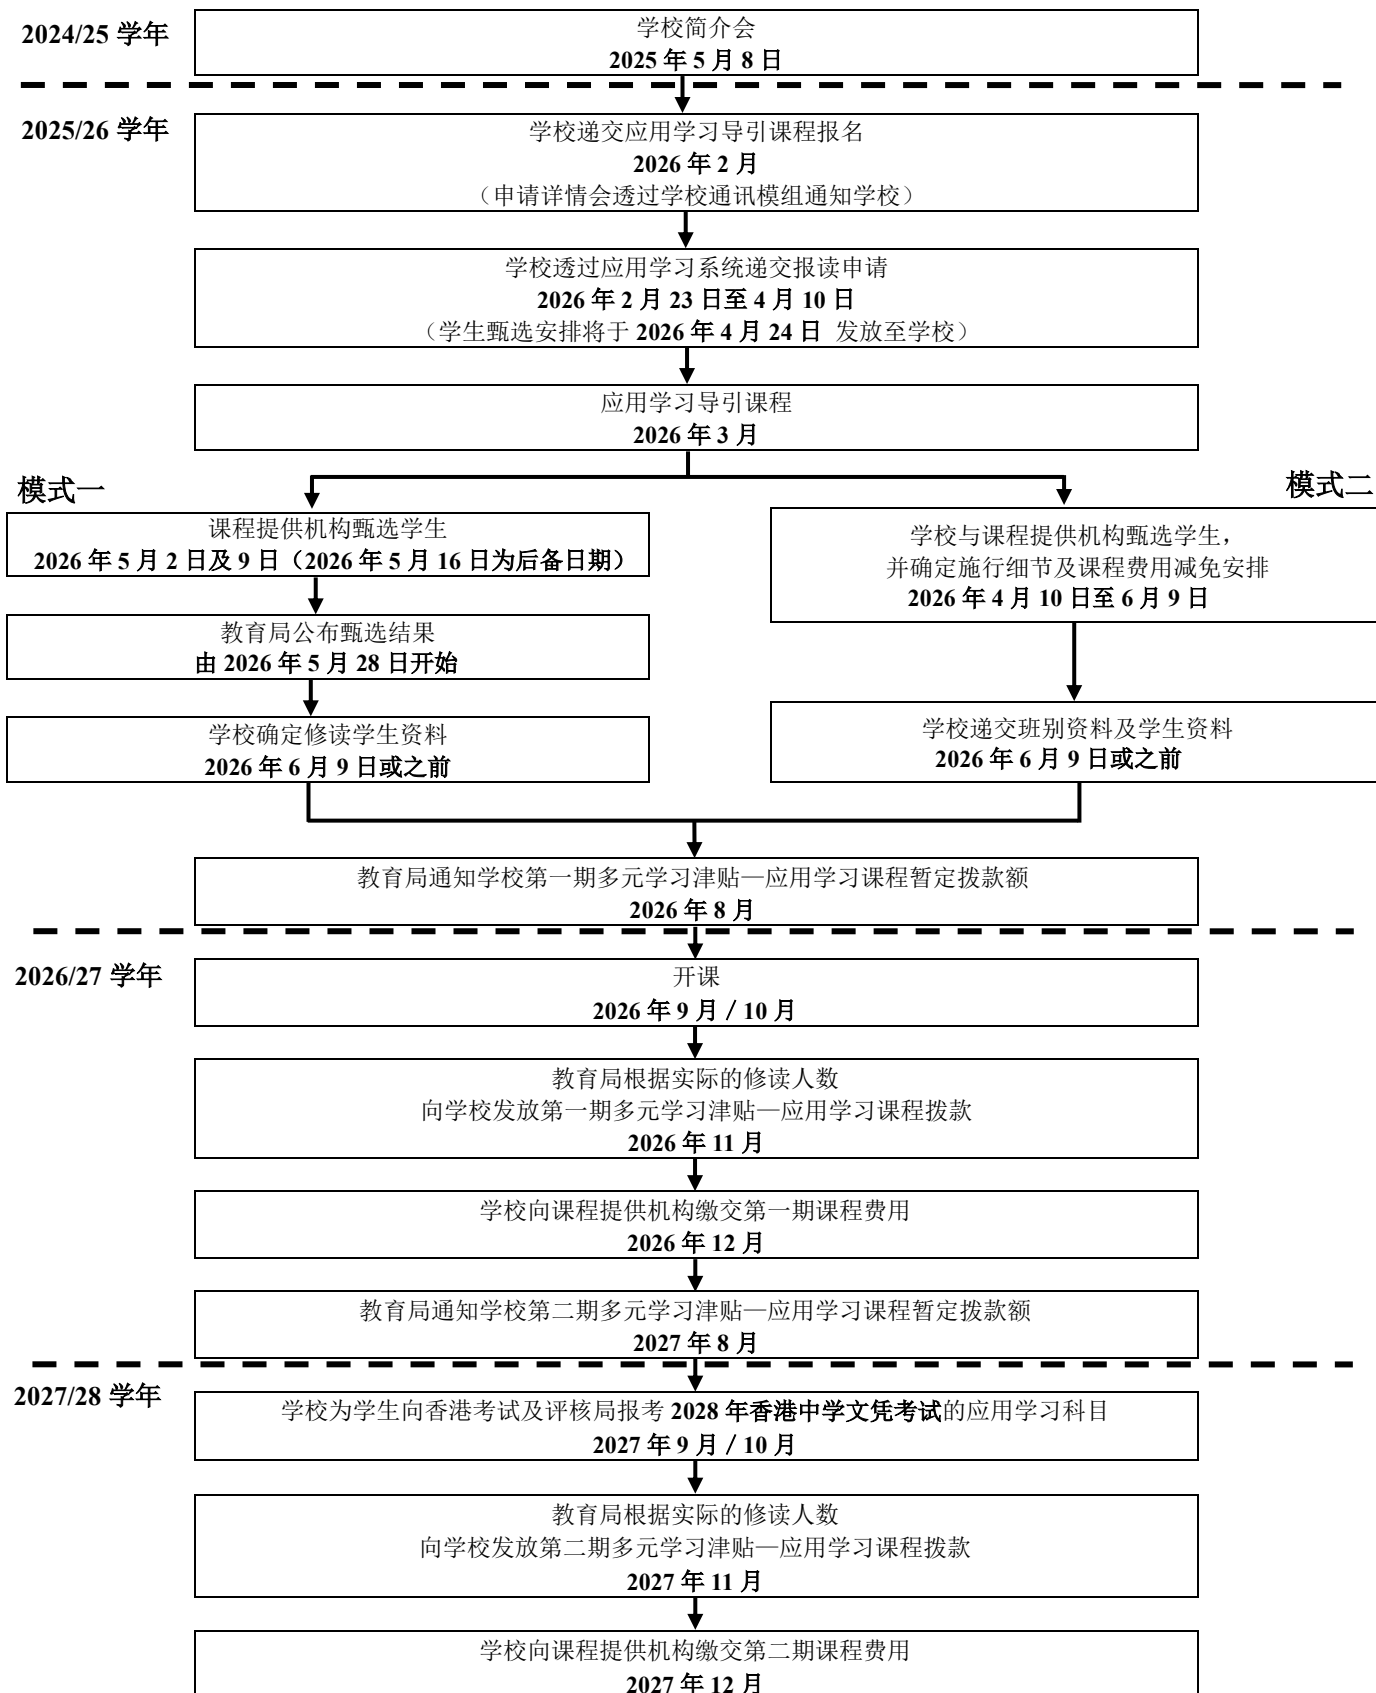 2024/25 学年
学校简介会
2025 年 5 月 8 日
2025/26 学年
学校递交应用学习导引课程报名
2026 年 2 月
（申请详情会透过学校通讯模组通知学校）
学校透过应用学习系统递交报读申请
2026 年 2 月 23 日至 4 月 10 日
（学生甄选安排将于 2026 年 4 月 24 日 发放至学校）
应用学习导引课程
2026 年 3 月
模式一
课程提供机构甄选学生
2026 年 5 月 2 日及 9 日（2026 年 5 月 16 日为后备日期）
教育局公布甄选结果
由 2026 年 5 月 28 日开始
学校确定修读学生资料
2026 年 6 月 9 日或之前
模式二
学校与课程提供机构甄选学生，
并确定施行细节及课程费用减免安排
2026 年 4 月 10 日至 6 月 9 日
学校递交班别资料及学生资料
2026 年 6 月 9 日或之前
教育局通知学校第一期多元学习津贴—应用学习课程暂定拨款额
2026 年 8 月
2026/27 学年
开课
2026 年 9 月 / 10 月
教育局根据实际的修读人数
向学校发放第一期多元学习津贴—应用学习课程拨款
2026 年 11 月
学校向课程提供机构缴交第一期课程费用
2026 年 12 月
教育局通知学校第二期多元学习津贴—应用学习课程暂定拨款额
2027 年 8 月
2027/28 学年
学校为学生向香港考试及评核局报考 2028 年香港中学文凭考试的应用学习科目
2027 年 9 月 / 10 月
教育局根据实际的修读人数
向学校发放第二期多元学习津贴—应用学习课程拨款
2027 年 11 月
学校向课程提供机构缴交第二期课程费用
2027 年 12 月